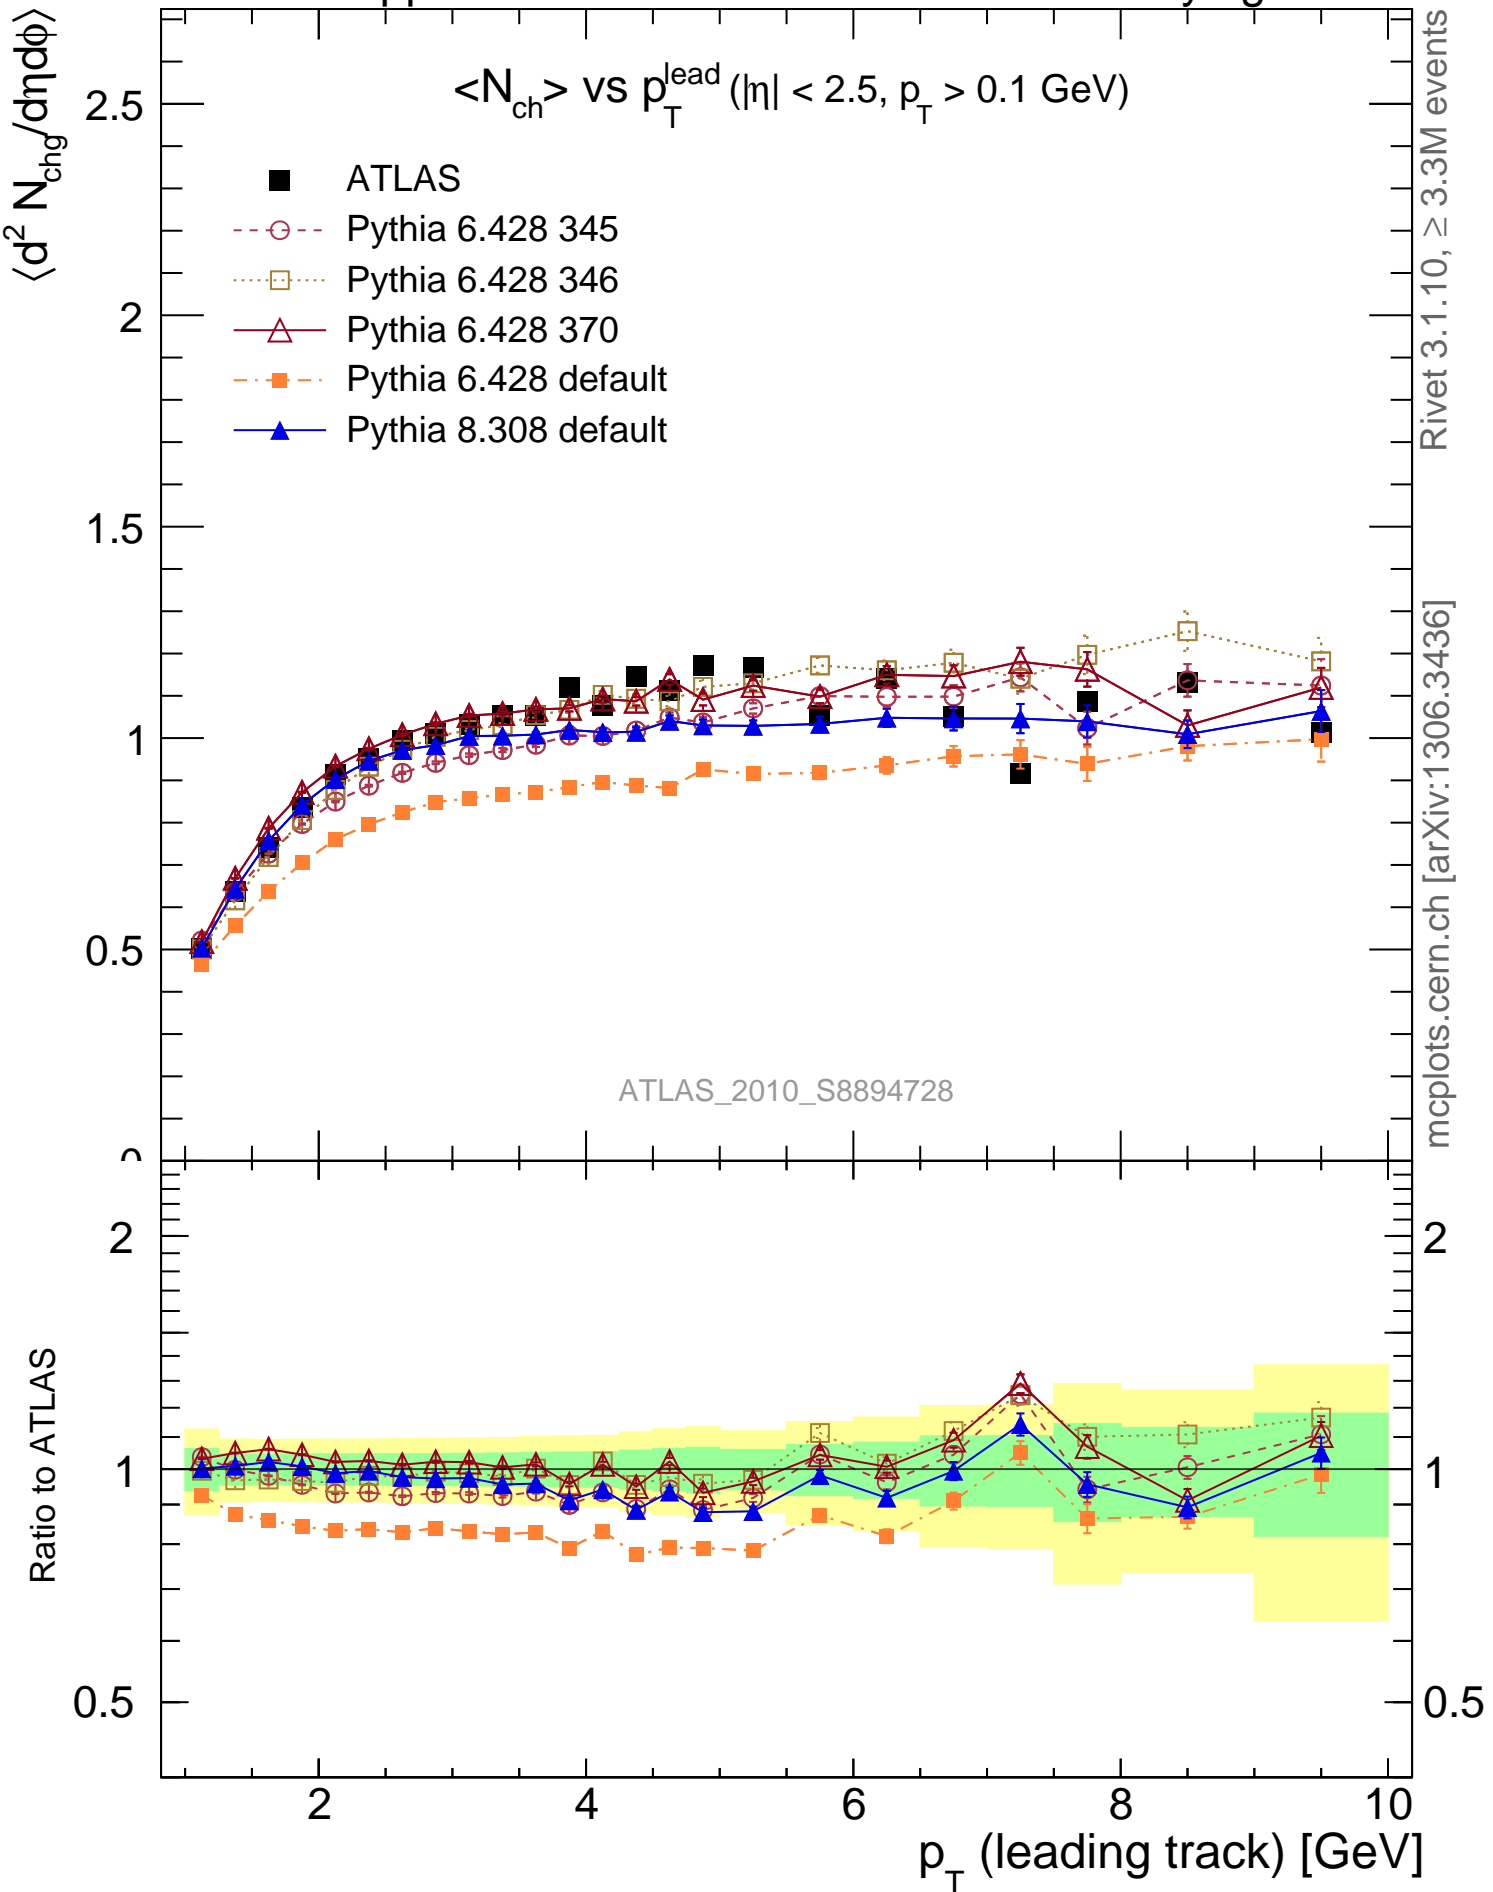 <N_ch> vs p_T^lead (|η| < 2.5, p_T > 0.1 GeV)
⟨d² N_chg/dηdϕ⟩
ATLAS
Pythia 6.428 345
Pythia 6.428 346
Pythia 6.428 370
Pythia 6.428 default
Pythia 8.308 default
2.5
2
1.5
1
0.5
ATLAS_2010_S8894728
Rivet 3.1.10, ≥ 3.3M events
mcplots.cern.ch [arXiv:1306.3436]
Ratio to ATLAS
2
1
0.5
2
1
0.5
2 4 6 8 10
p_T (leading track) [GeV]